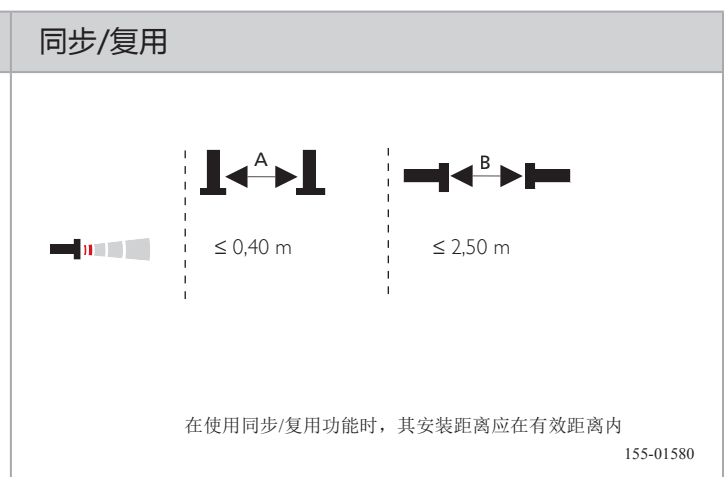 同步/复用
A
B
≤ 0,40 m
≤ 2,50 m
在使用同步/复用功能时，其安装距离应在有效距离内
155-01580